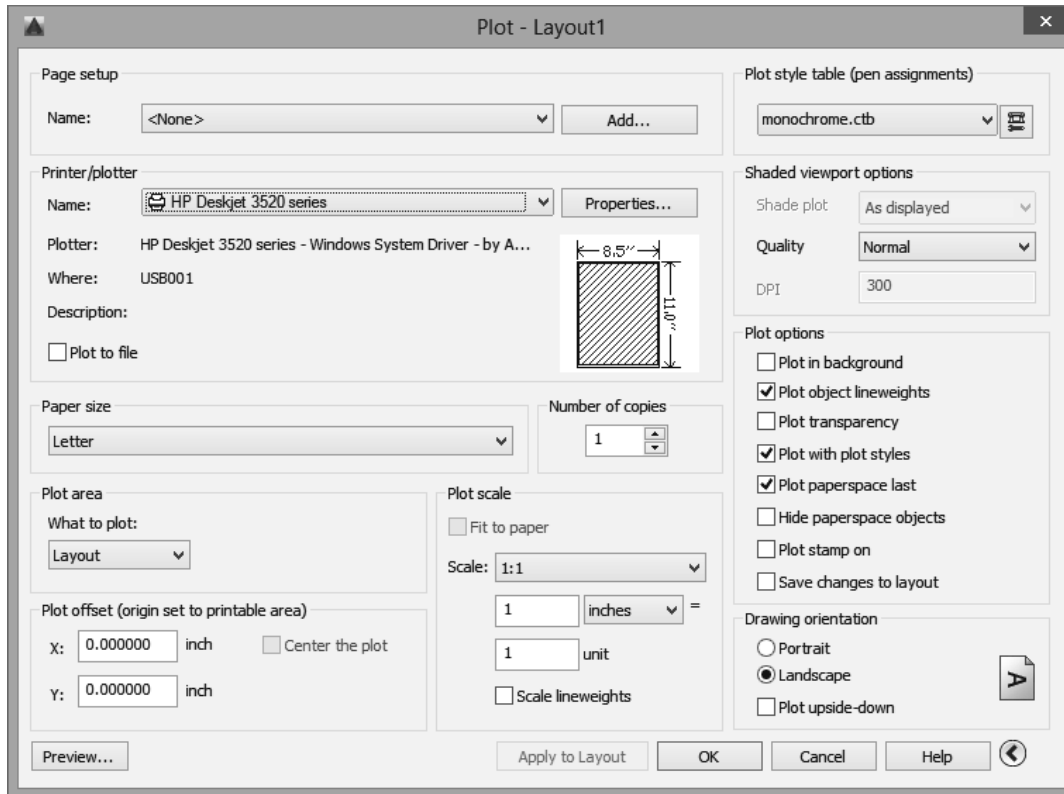 Plot - Layout1
Page setup
Name:
<None>
Add...
Printer/plotter
Name:
HP Deskjet 3520 series
Properties...
Plotter:
HP Deskjet 3520 series - Windows System Driver - by A...
Where:
USB001
Description:
Plot to file
8.5″
11.0″
Paper size
Letter
Number of copies
1
Plot area
What to plot:
Layout
Plot offset (origin set to printable area)
X:
0.000000
inch
Center the plot
Y:
0.000000
inch
Plot scale
Fit to paper
Scale:
1:1
1
inches
=
1
unit
Scale lineweights
Plot style table (pen assignments)
monochrome.ctb
Shaded viewport options
Shade plot
As displayed
Quality
Normal
DPI
300
Plot options
Plot in background
Plot object lineweights
Plot transparency
Plot with plot styles
Plot paperspace last
Hide paperspace objects
Plot stamp on
Save changes to layout
Drawing orientation
Portrait
Landscape
Plot upside-down
A
Preview...
Apply to Layout
OK
Cancel
Help